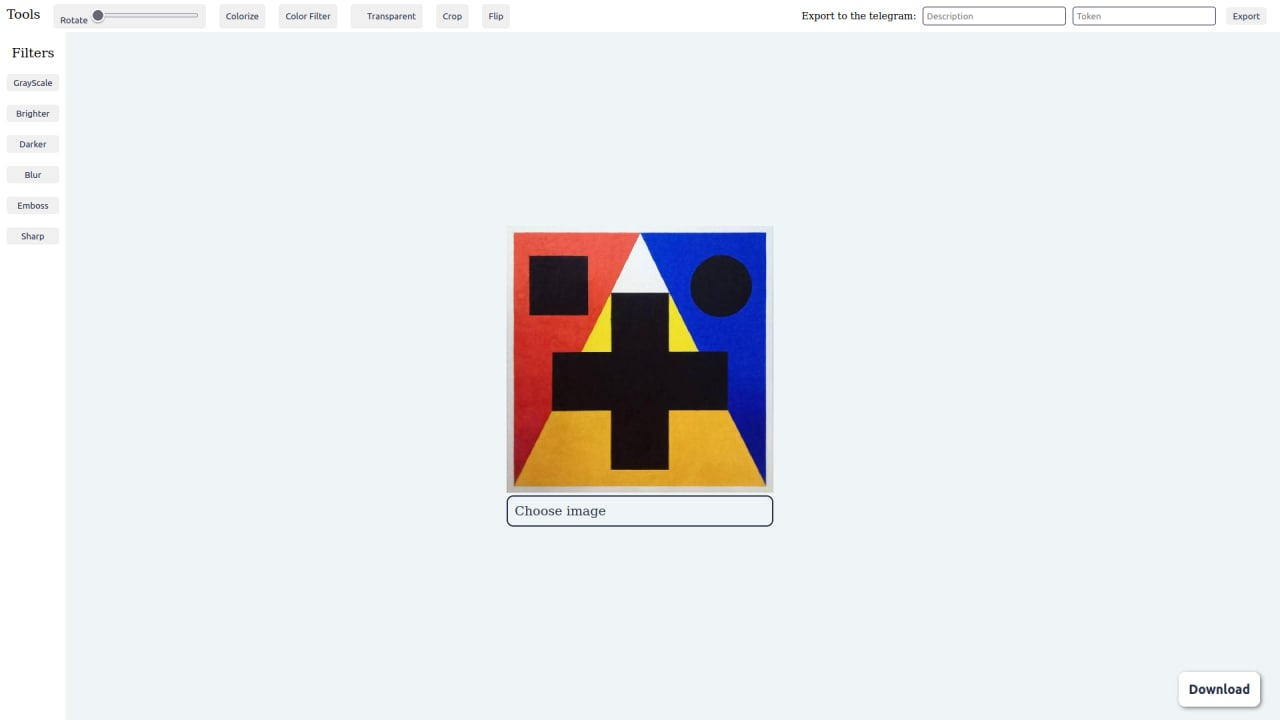 Tools
Rotate
Colorize
Color Filter
Transparent
Crop
Flip
Export to the telegram:
Description
Token
Export
Filters
GrayScale
Brighter
Darker
Blur
Emboss
Sharp
Choose image
Download